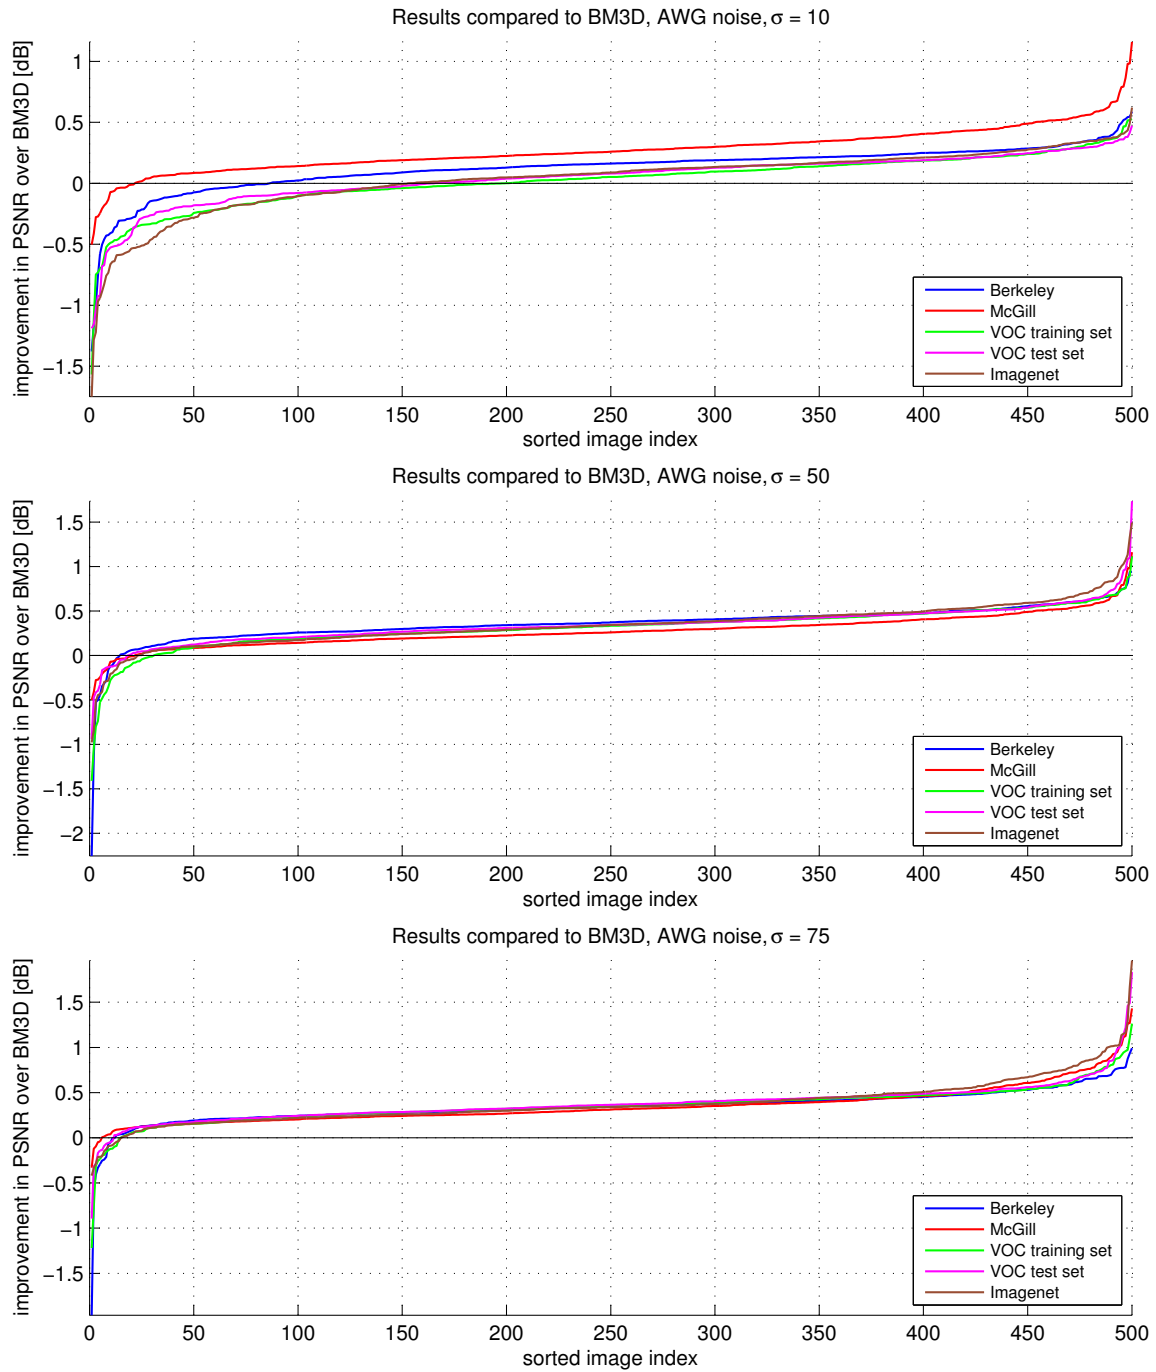 Results compared to BM3D, AWG noise, σ = 10
improvement in PSNR over BM3D [dB]
1
0.5
0
−0.5
−1
−1.5
0 50 100 150 200 250 300 350 400 450 500
sorted image index
Berkeley
McGill
VOC training set
VOC test set
Imagenet
Results compared to BM3D, AWG noise, σ = 50
improvement in PSNR over BM3D [dB]
1.5
1
0.5
0
−0.5
−1
−1.5
−2
0 50 100 150 200 250 300 350 400 450 500
sorted image index
Berkeley
McGill
VOC training set
VOC test set
Imagenet
Results compared to BM3D, AWG noise, σ = 75
improvement in PSNR over BM3D [dB]
1.5
1
0.5
0
−0.5
−1
−1.5
0 50 100 150 200 250 300 350 400 450 500
sorted image index
Berkeley
McGill
VOC training set
VOC test set
Imagenet